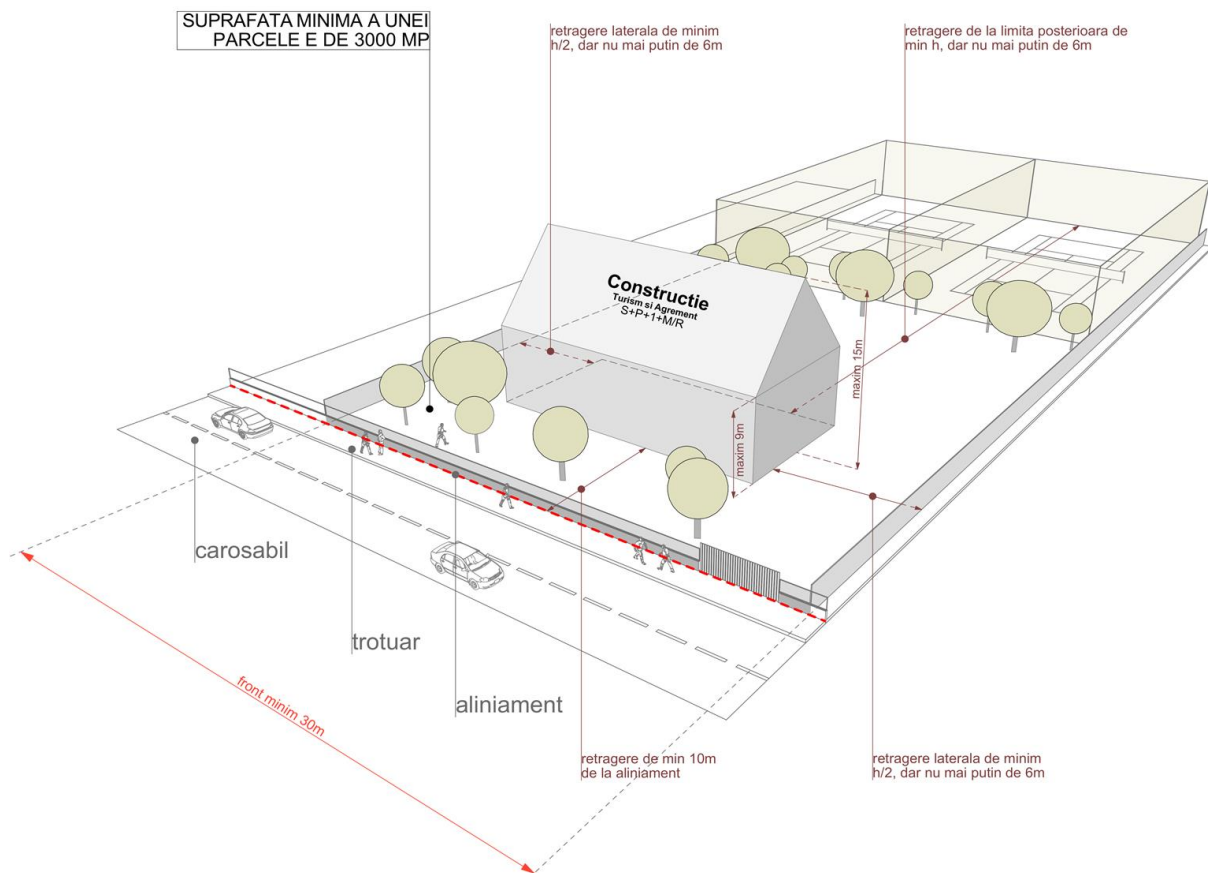 SUPRAFATA MINIMA A UNEI
PARCELE E DE 3000 MP
retragere laterala de minim
h/2, dar nu mai putin de 6m
retragere de la limita posterioara de
min h, dar nu mai putin de 6m
Constructie
Turism si Agrement
S+P+1+M/R
maxim 15m
maxim 9m
carosabil
trotuar
aliniament
front minim 30m
retragere de min 10m
de la aliniament
retragere laterala de minim
h/2, dar nu mai putin de 6m